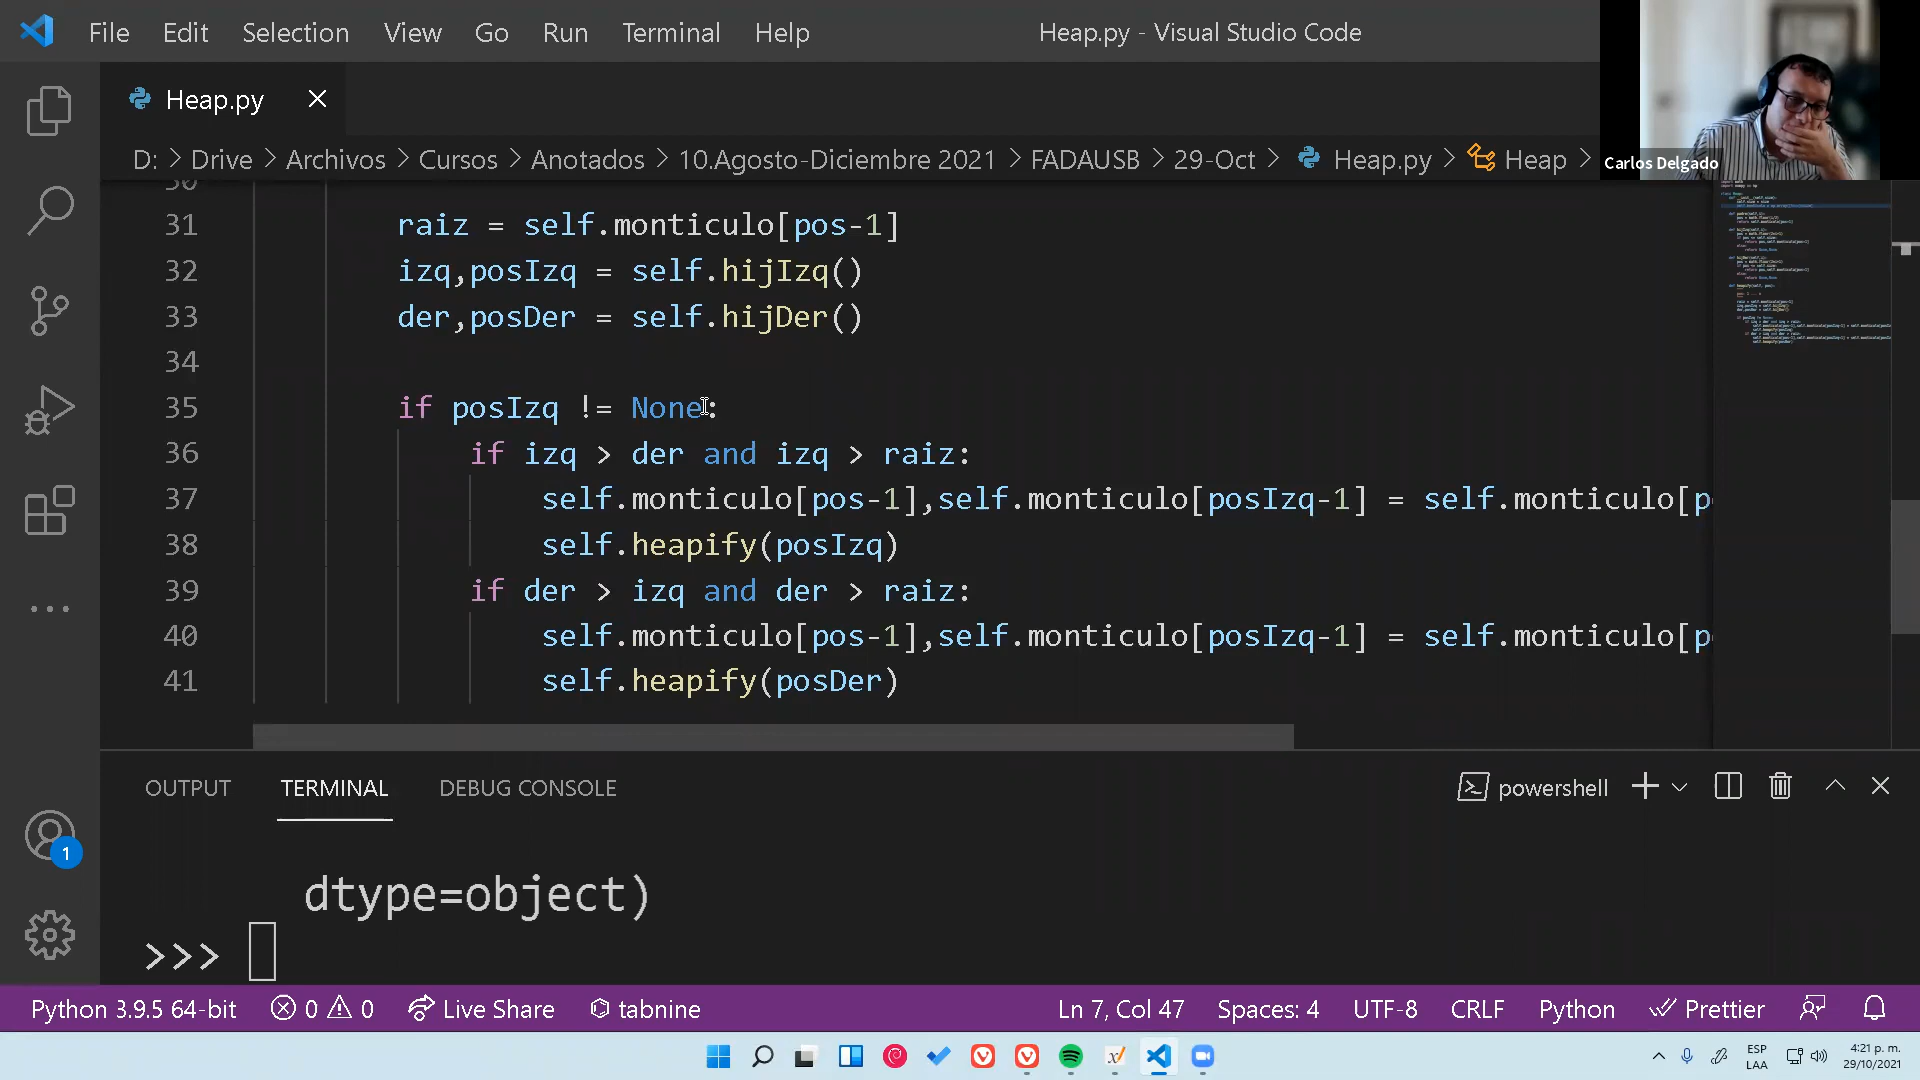 File Edit Selection View Go Run Terminal Help Heap.py - Visual Studio Code
Heap.py
D: > Drive > Archivos > Cursos > Anotados > 10.Agosto-Diciembre 2021 > FADAUSB > 29-Oct > Heap.py > Heap >
Carlos Delgado
30
31 raiz = self.monticulo[pos-1]
32 izq,posIzq = self.hijIzq()
33 der,posDer = self.hijDer()
34
35 if posIzq != None:
36 if izq > der and izq > raiz:
37 self.monticulo[pos-1],self.monticulo[posIzq-1] = self.monticulo[p
38 self.heapify(posIzq)
39 if der > izq and der > raiz:
40 self.monticulo[pos-1],self.monticulo[posIzq-1] = self.monticulo[p
41 self.heapify(posDer)
OUTPUT TERMINAL DEBUG CONSOLE powershell
dtype=object)
>>>
1
Python 3.9.5 64-bit 0 0 Live Share tabnine Ln 7, Col 47 Spaces: 4 UTF-8 CRLF Python Prettier
ESP
LAA
4:21 p. m.
29/10/2021